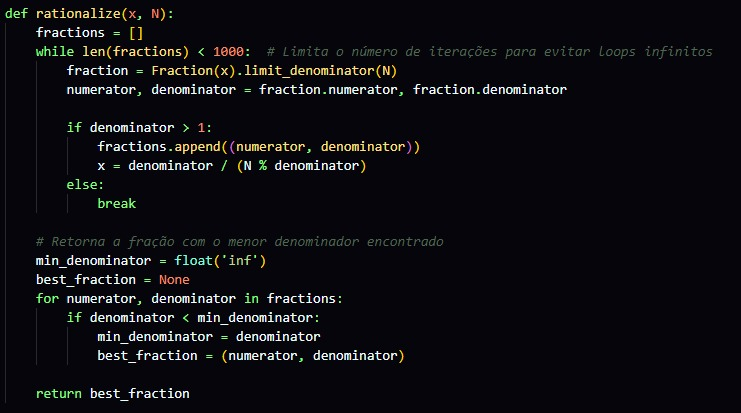 def rationalize(x, N):
    fractions = []
    while len(fractions) < 1000:  # Limita o número de iterações para evitar Loops infinitos
        fraction = Fraction(x).limit_denominator(N)
        numerator, denominator = fraction.numerator, fraction.denominator

        if denominator > 1:
            fractions.append((numerator, denominator))
            x = denominator / (N % denominator)
        else:
            break

    # Retorna a fração com o menor denominador encontrado
    min_denominator = float('inf')
    best_fraction = None
    for numerator, denominator in fractions:
        if denominator < min_denominator:
            min_denominator = denominator
            best_fraction = (numerator, denominator)

    return best_fraction